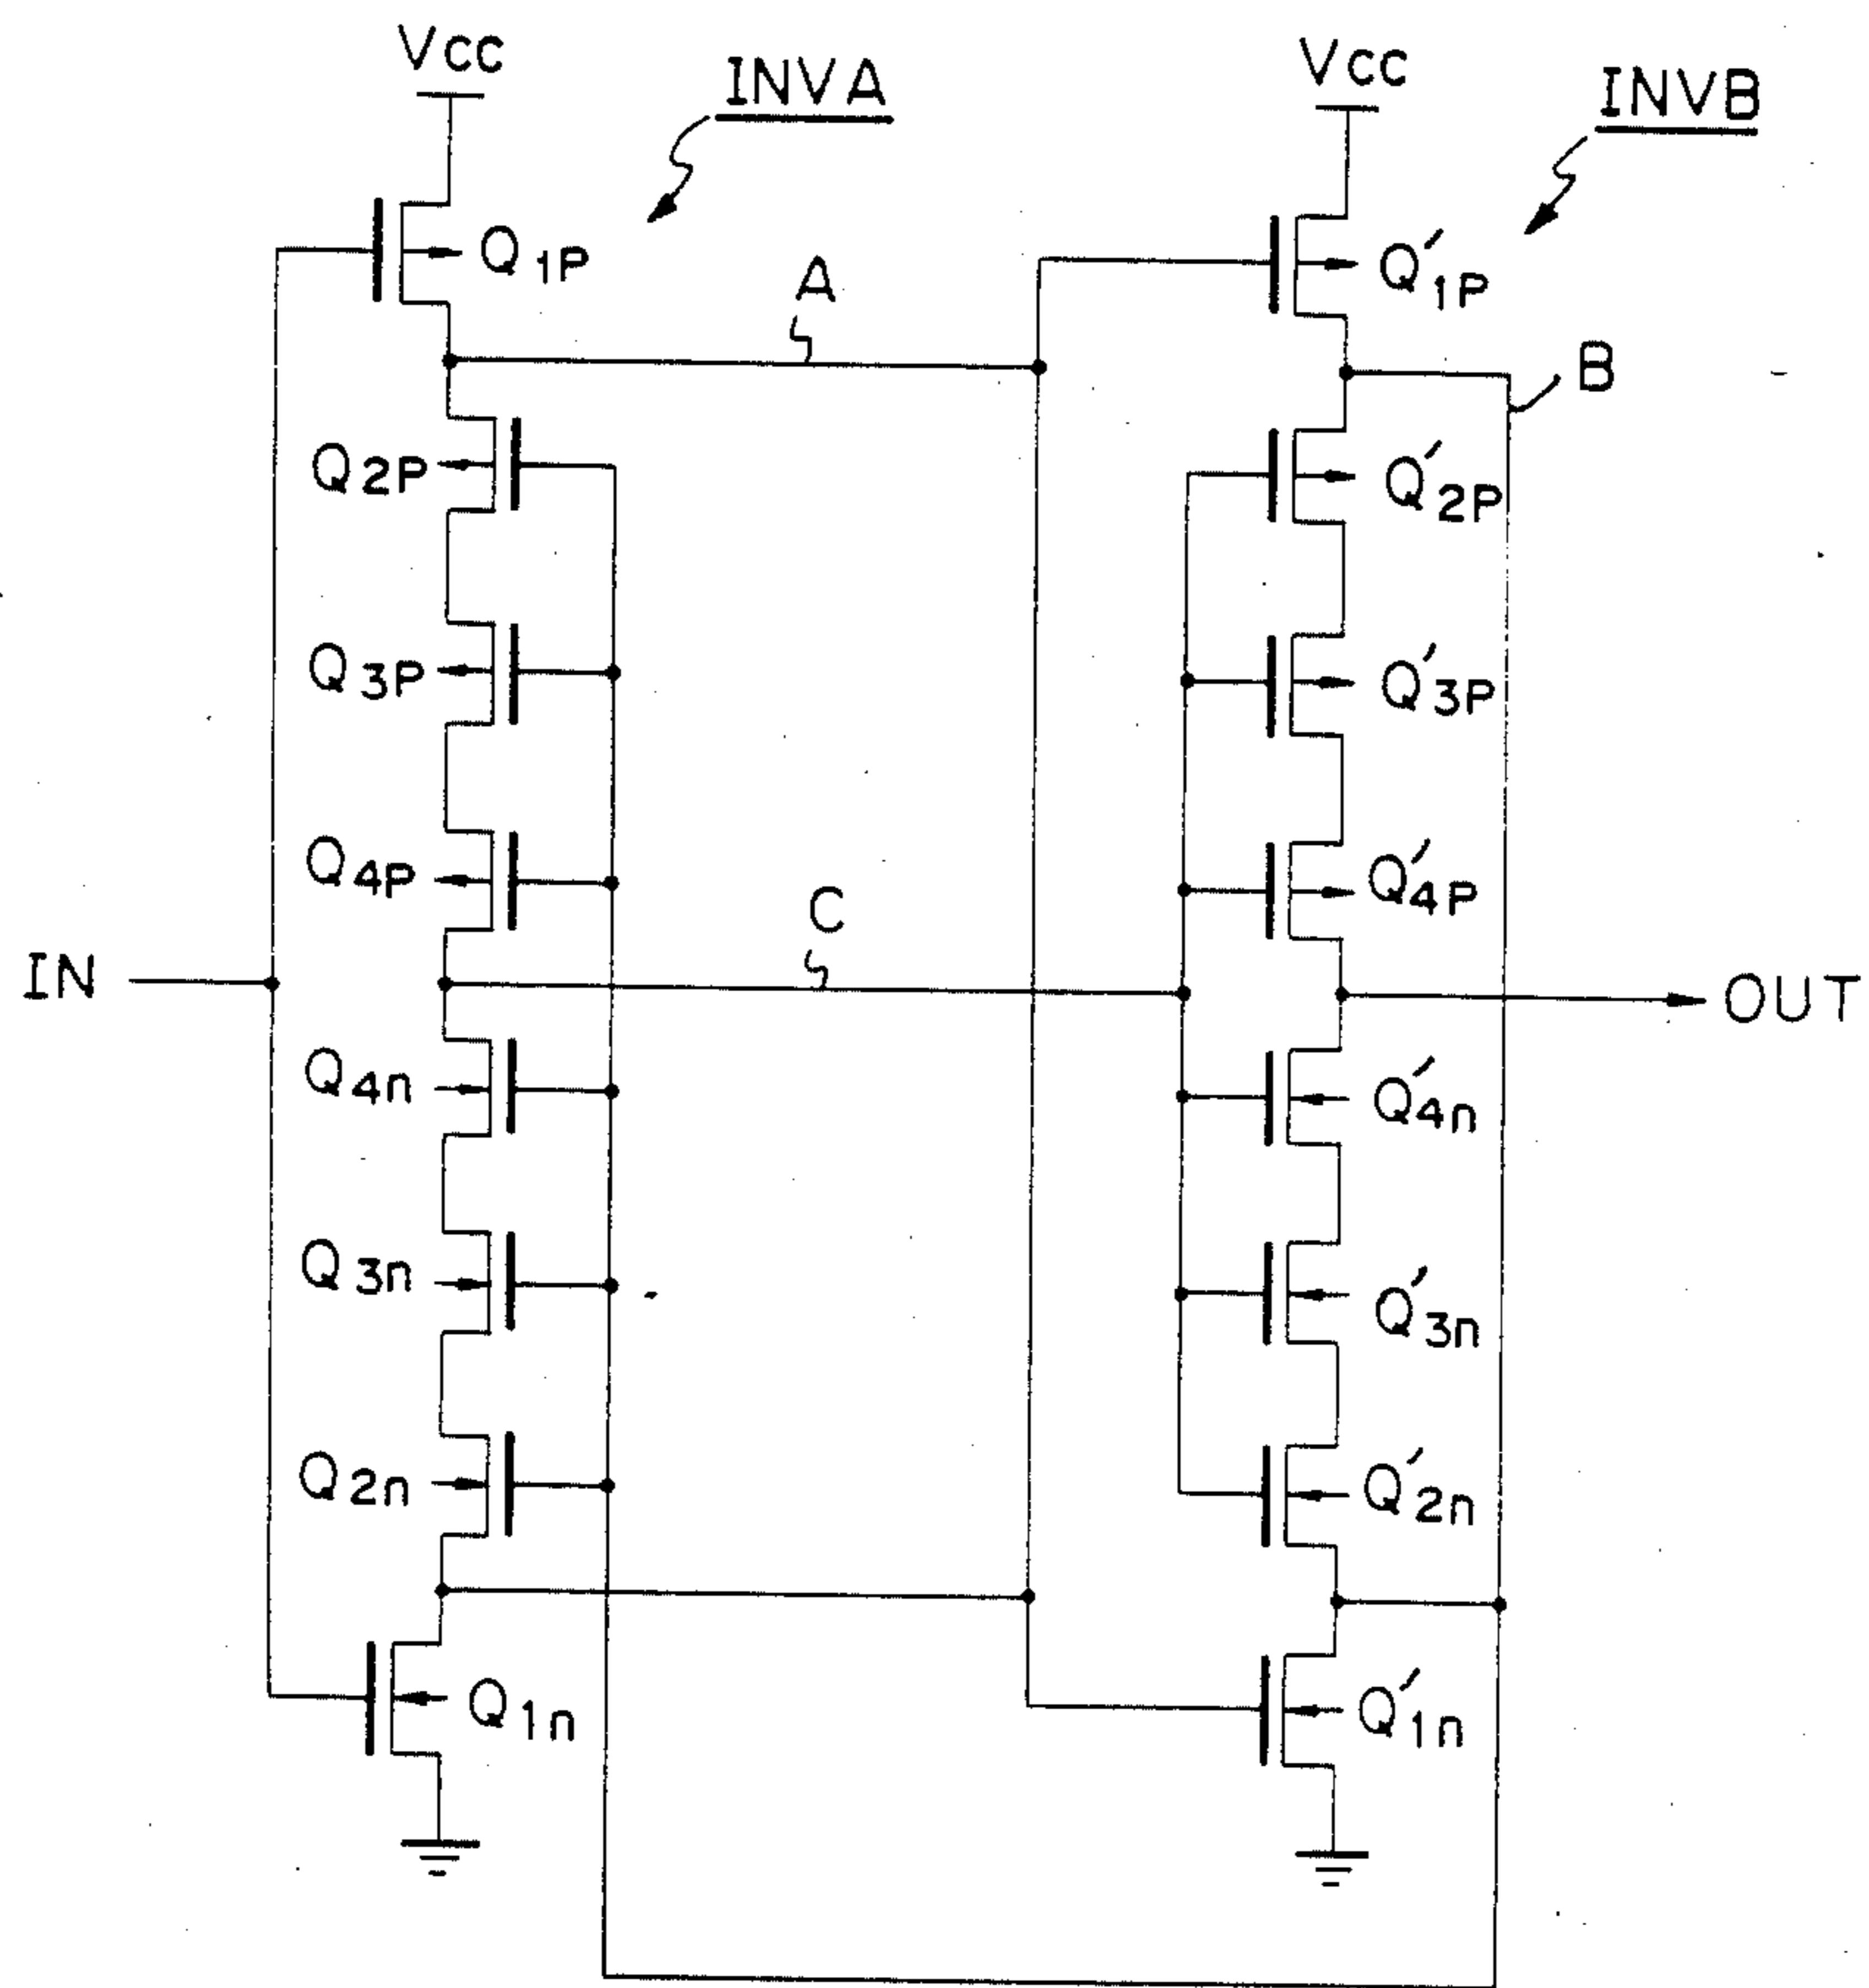 Vcc
INVA
Vcc
INVB
Q1P
Q'1P
A
B
Q2P
Q'2P
Q3P
Q'3P
Q4P
Q'4P
C
IN
OUT
Q4n
Q'4n
Q3n
Q'3n
Q2n
Q'2n
Q1n
Q'1n